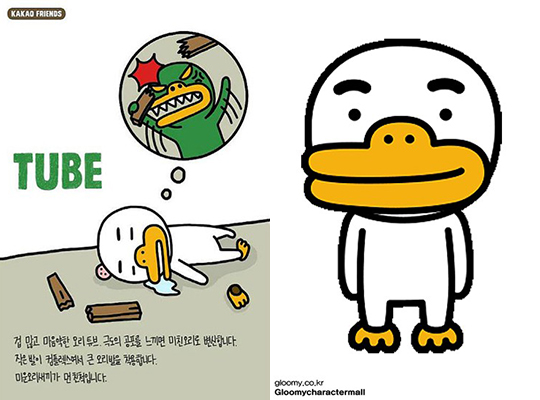 KAKAO FRIENDS
TUBE
겁 많고 마음약한 오리 튜브. 극도의 공포를 느끼면 미친오리로 변신합니다.
작은 발이 컴플렉스여서 큰 오리발을 착용합니다.
미운오리새끼가 먼 친척입니다.
gloomy.co.kr
Gloomycharactermall